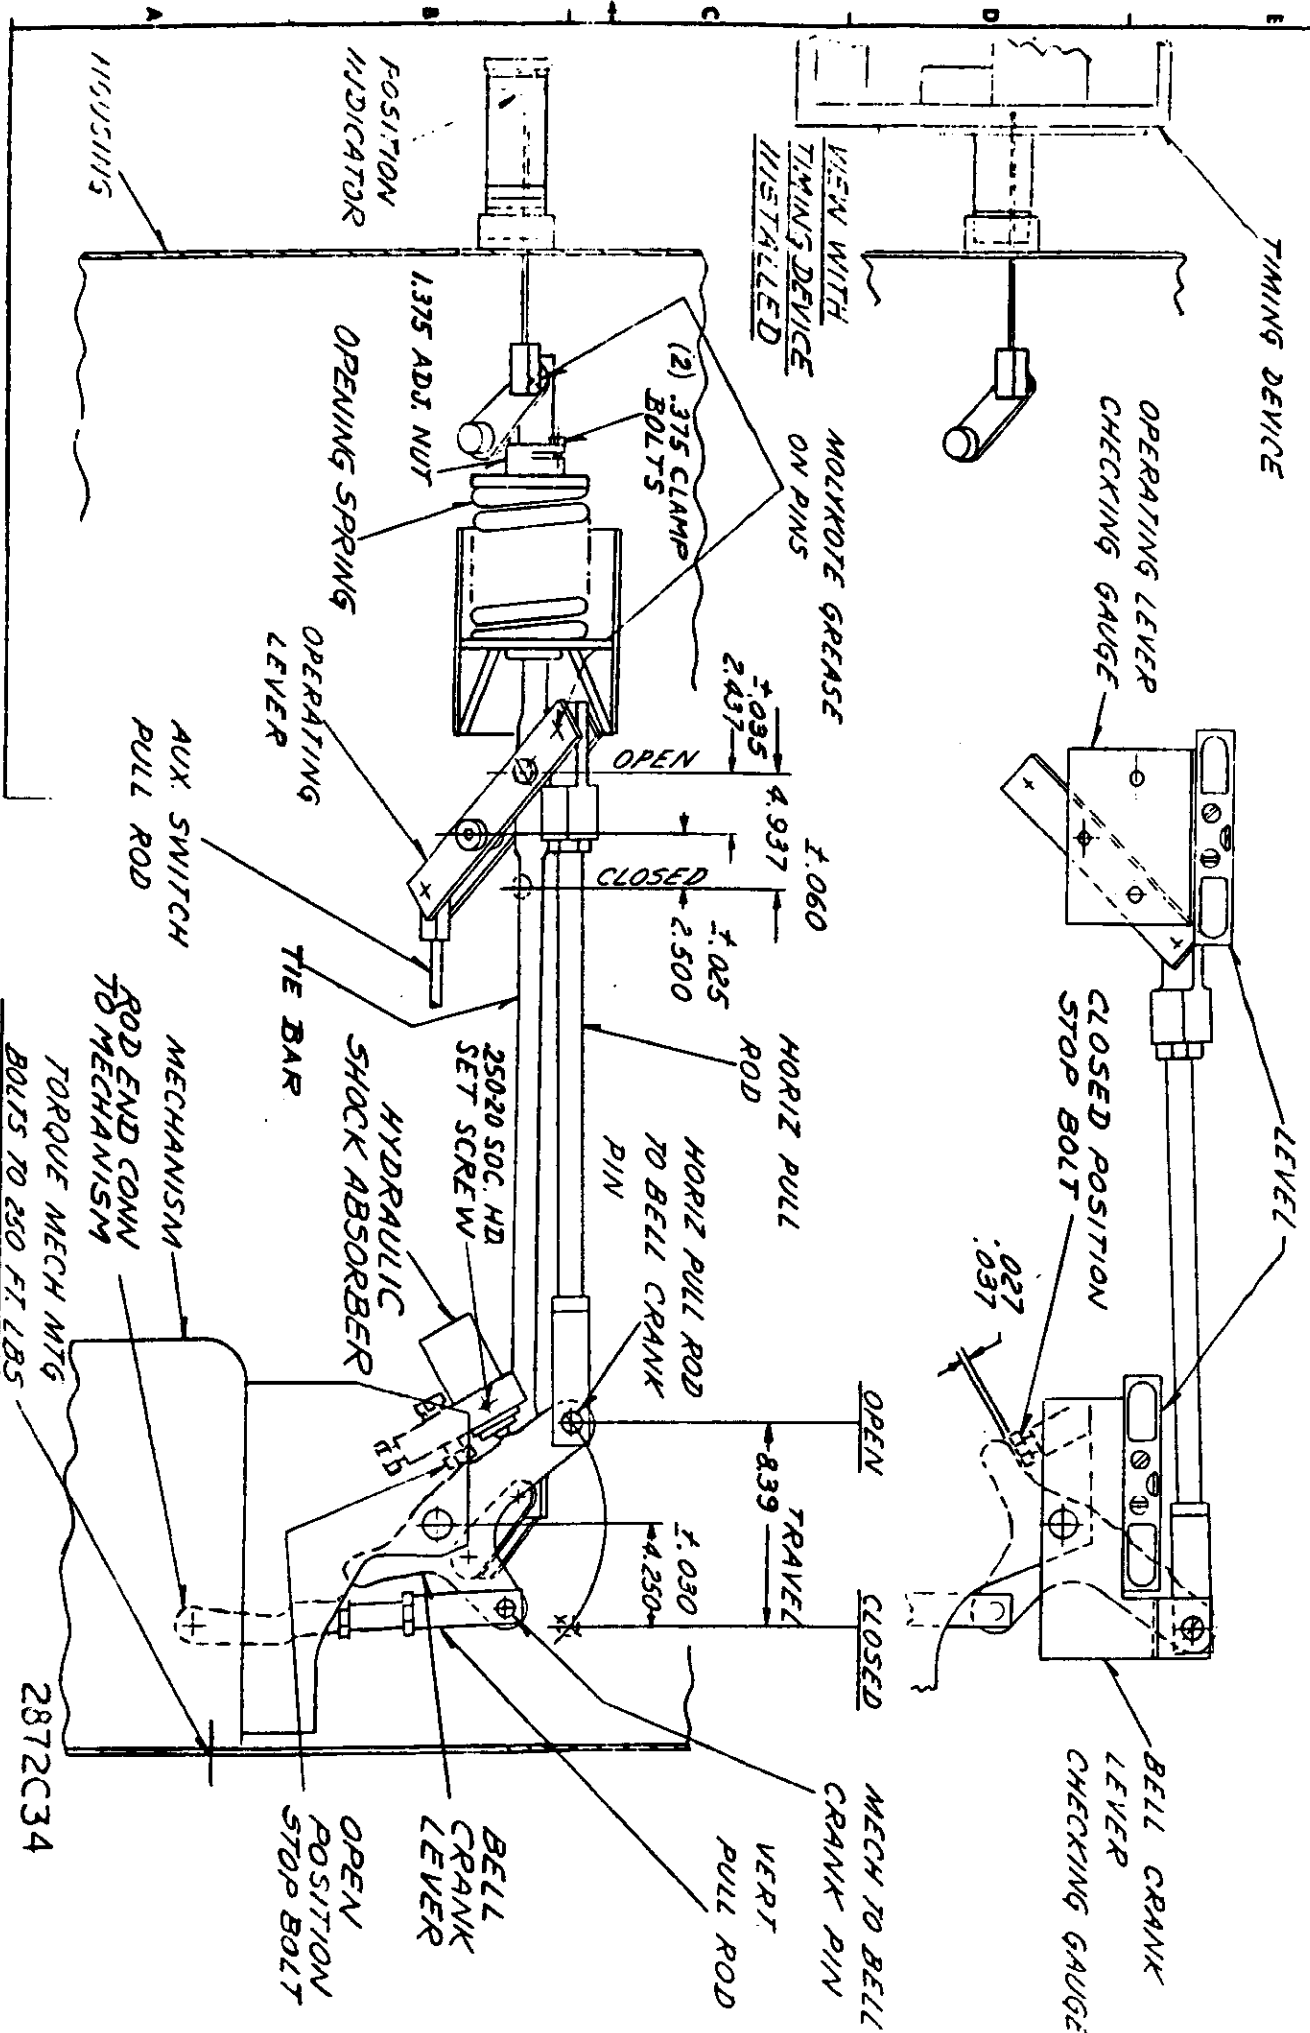 A
B
C
D
E
TIMING DEVICE
VIEW WITH
TIMING DEVICE
INSTALLED
OPERATING LEVER
CHECKING GAUGE
LEVEL
CLOSED POSITION
STOP BOLT
.027
.037
BELL CRANK
LEVER
CHECKING GAUGE
HOUSING
POSITION
INDICATOR
1.375 ADJ. NUT
OPENING SPRING
(2) .375 CLAMP
BOLTS
MOLYKOTE GREASE
ON PINS
OPERATING
LEVER
AUX. SWITCH
PULL ROD
±.035
2.437
OPEN
4.937
±.060
CLOSED
±.025
2.500
TIE BAR
HORIZ PULL
ROD
HORIZ PULL ROD
TO BELL CRANK
PIN
.250-20 SOC. HD
SET SCREW
HYDRAULIC
SHOCK ABSORBER
MECHANISM
ROD END CONN
TO MECHANISM
TORQUE MECH MTG
BOLTS TO 250 FT. LBS
OPEN
8.39
TRAVEL
±.030
4.250
CLOSED
MECH TO BELL
CRANK PIN
VERT.
PULL ROD
BELL
CRANK
LEVER
OPEN
POSITION
STOP BOLT
2872C34